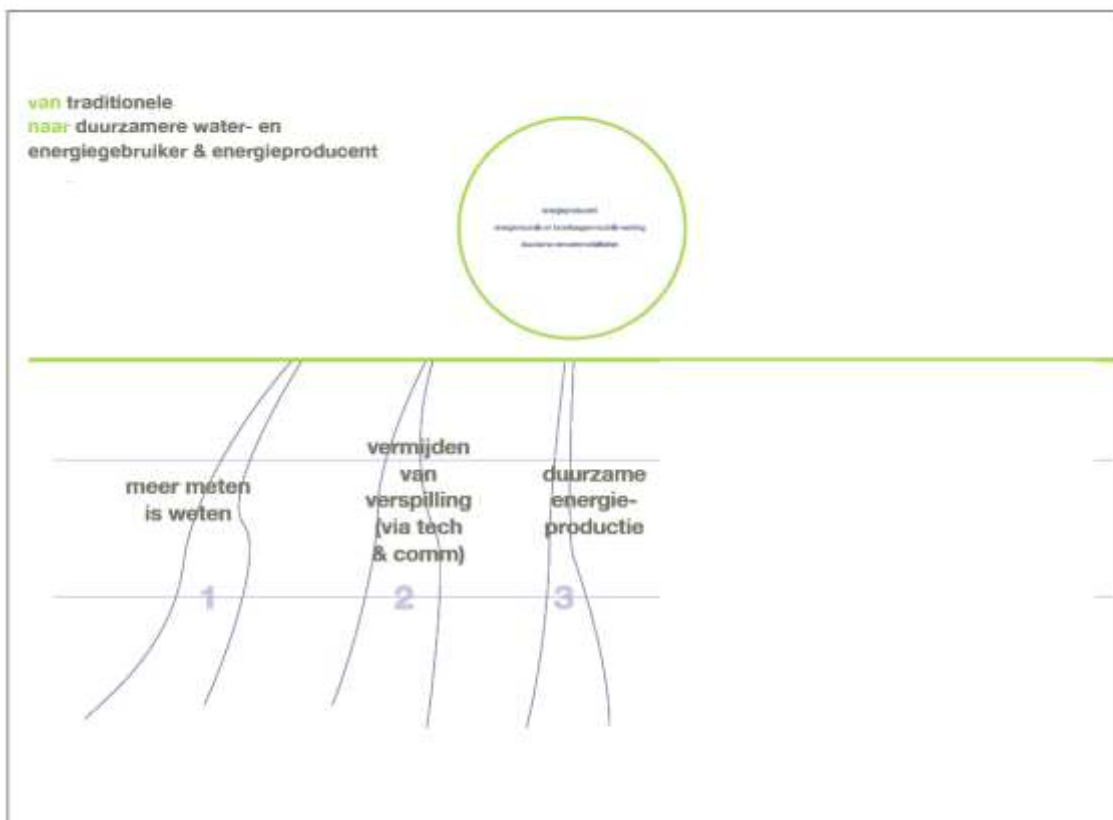 van traditionele
naar duurzamere water- en
energiegebruiker & energieproducent
energieproducent
meer meten
is weten
1
vermijden
van
verspilling
(via tech
& comm)
2
duurzame
energie-
productie
3